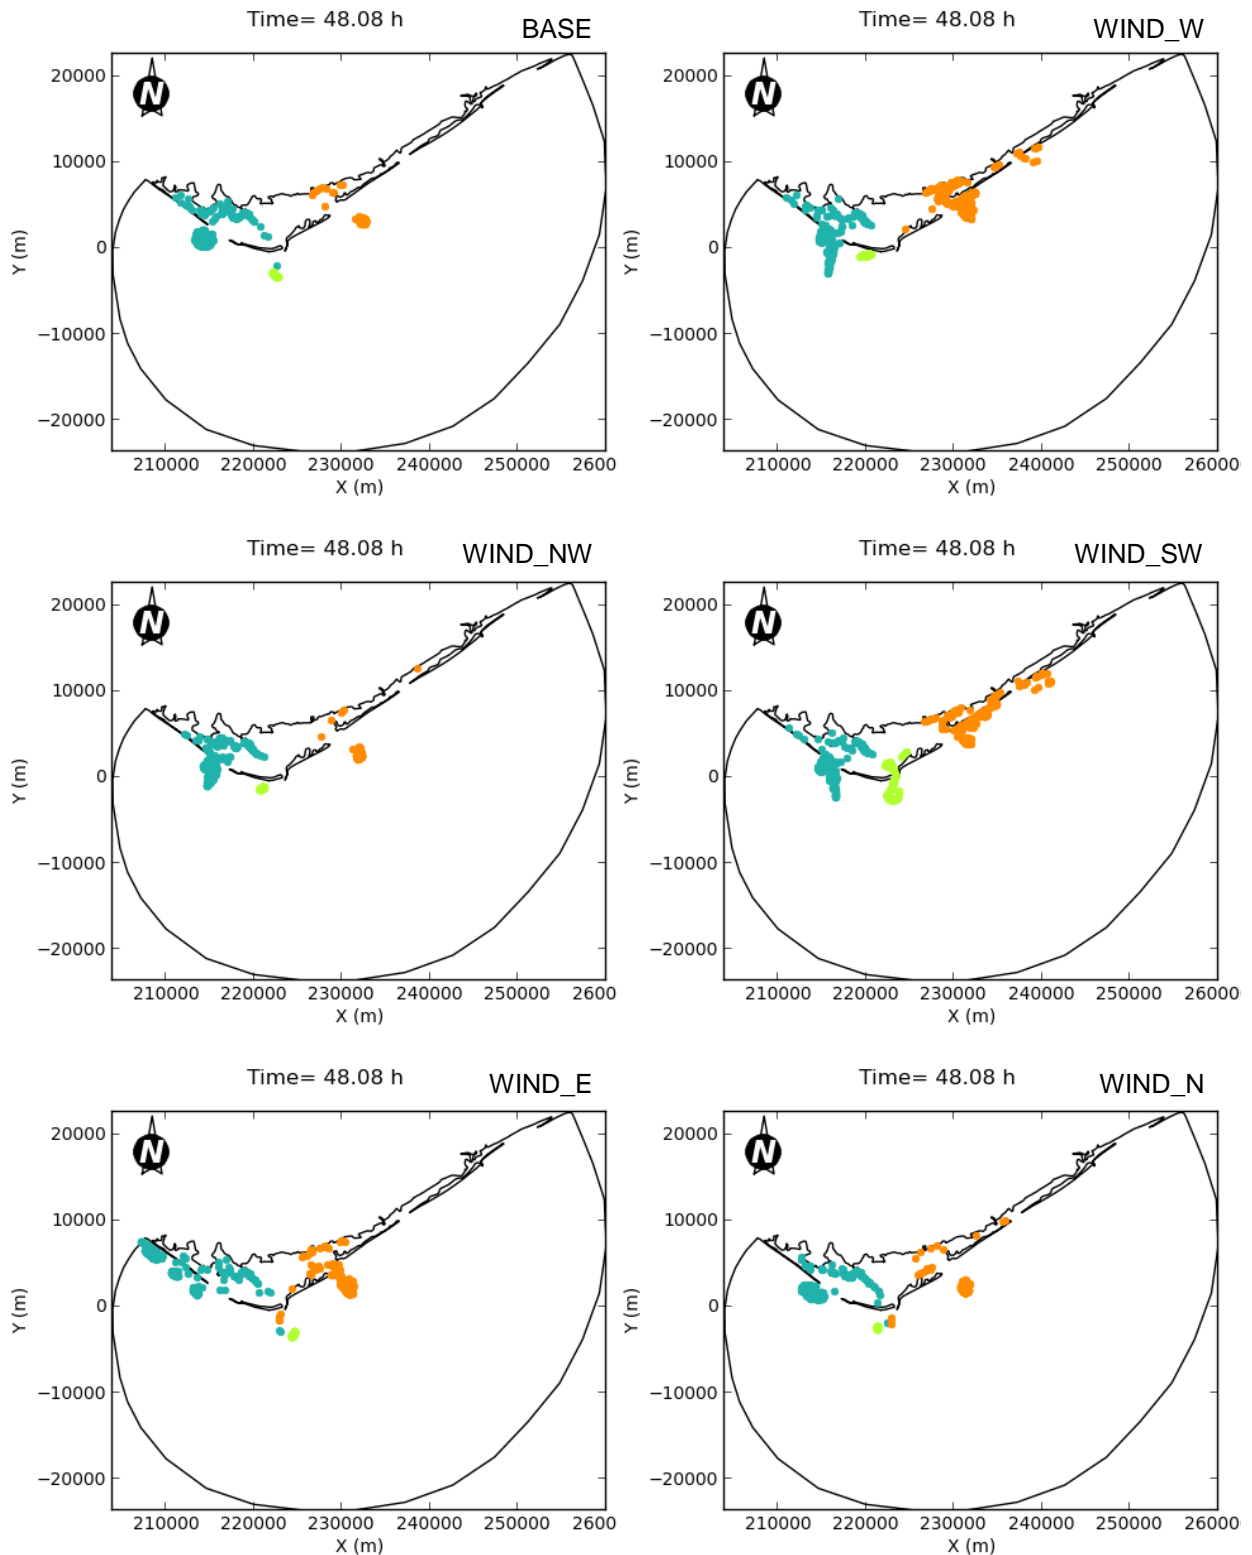 Time= 48.08 h BASE
N
20000
10000
0
−10000
−20000
Y (m)
210000 220000 230000 240000 250000 2600
X (m)
Time= 48.08 h WIND_W
N
20000
10000
0
−10000
−20000
Y (m)
210000 220000 230000 240000 250000 26000
X (m)
Time= 48.08 h WIND_NW
N
20000
10000
0
−10000
−20000
Y (m)
210000 220000 230000 240000 250000 2600
X (m)
Time= 48.08 h WIND_SW
N
20000
10000
0
−10000
−20000
Y (m)
210000 220000 230000 240000 250000 26000
X (m)
Time= 48.08 h WIND_E
N
20000
10000
0
−10000
−20000
Y (m)
210000 220000 230000 240000 250000 2600
X (m)
Time= 48.08 h WIND_N
N
20000
10000
0
−10000
−20000
Y (m)
210000 220000 230000 240000 250000 26000
X (m)